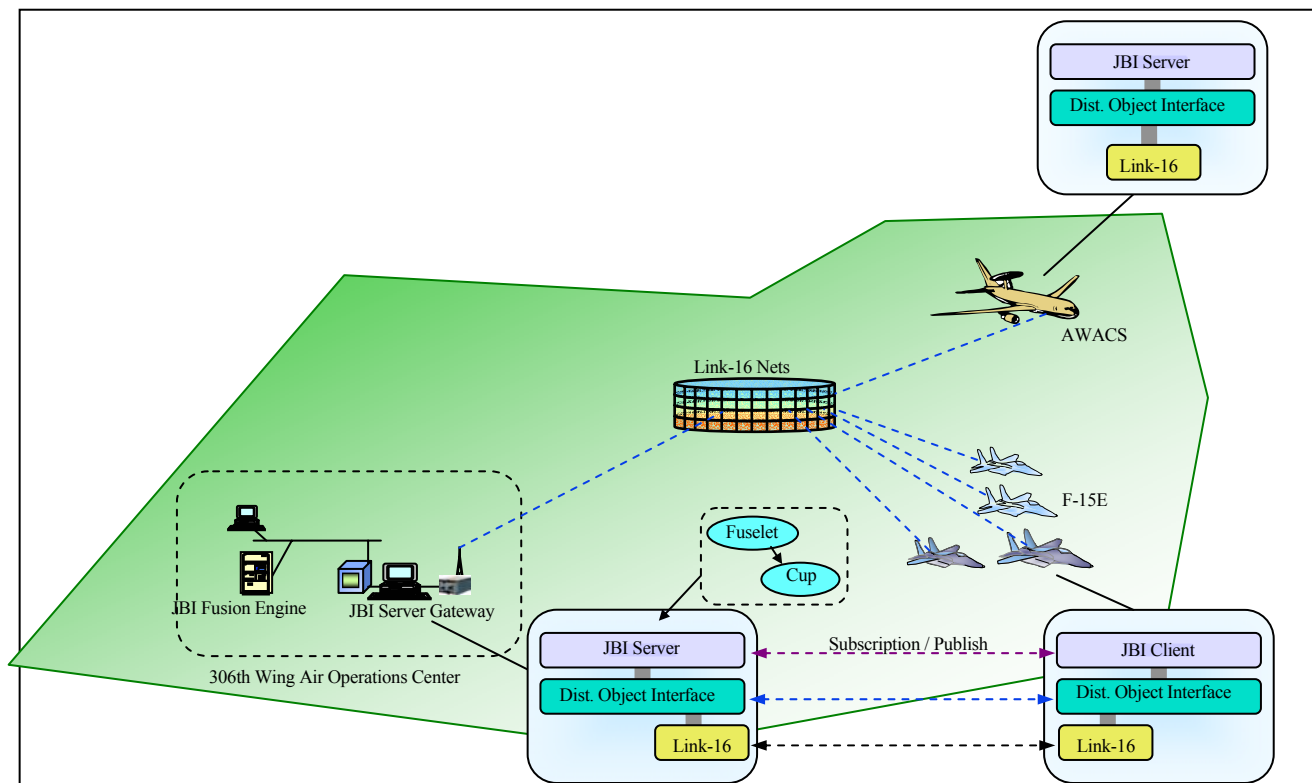 JBI Server
Dist. Object Interface
Link-16
AWACS
Link-16 Nets
F-15E
Fuselet
Cup
JBI Fusion Engine
JBI Server Gateway
306th Wing Air Operations Center
JBI Server
Dist. Object Interface
Link-16
Subscription / Publish
JBI Client
Dist. Object Interface
Link-16